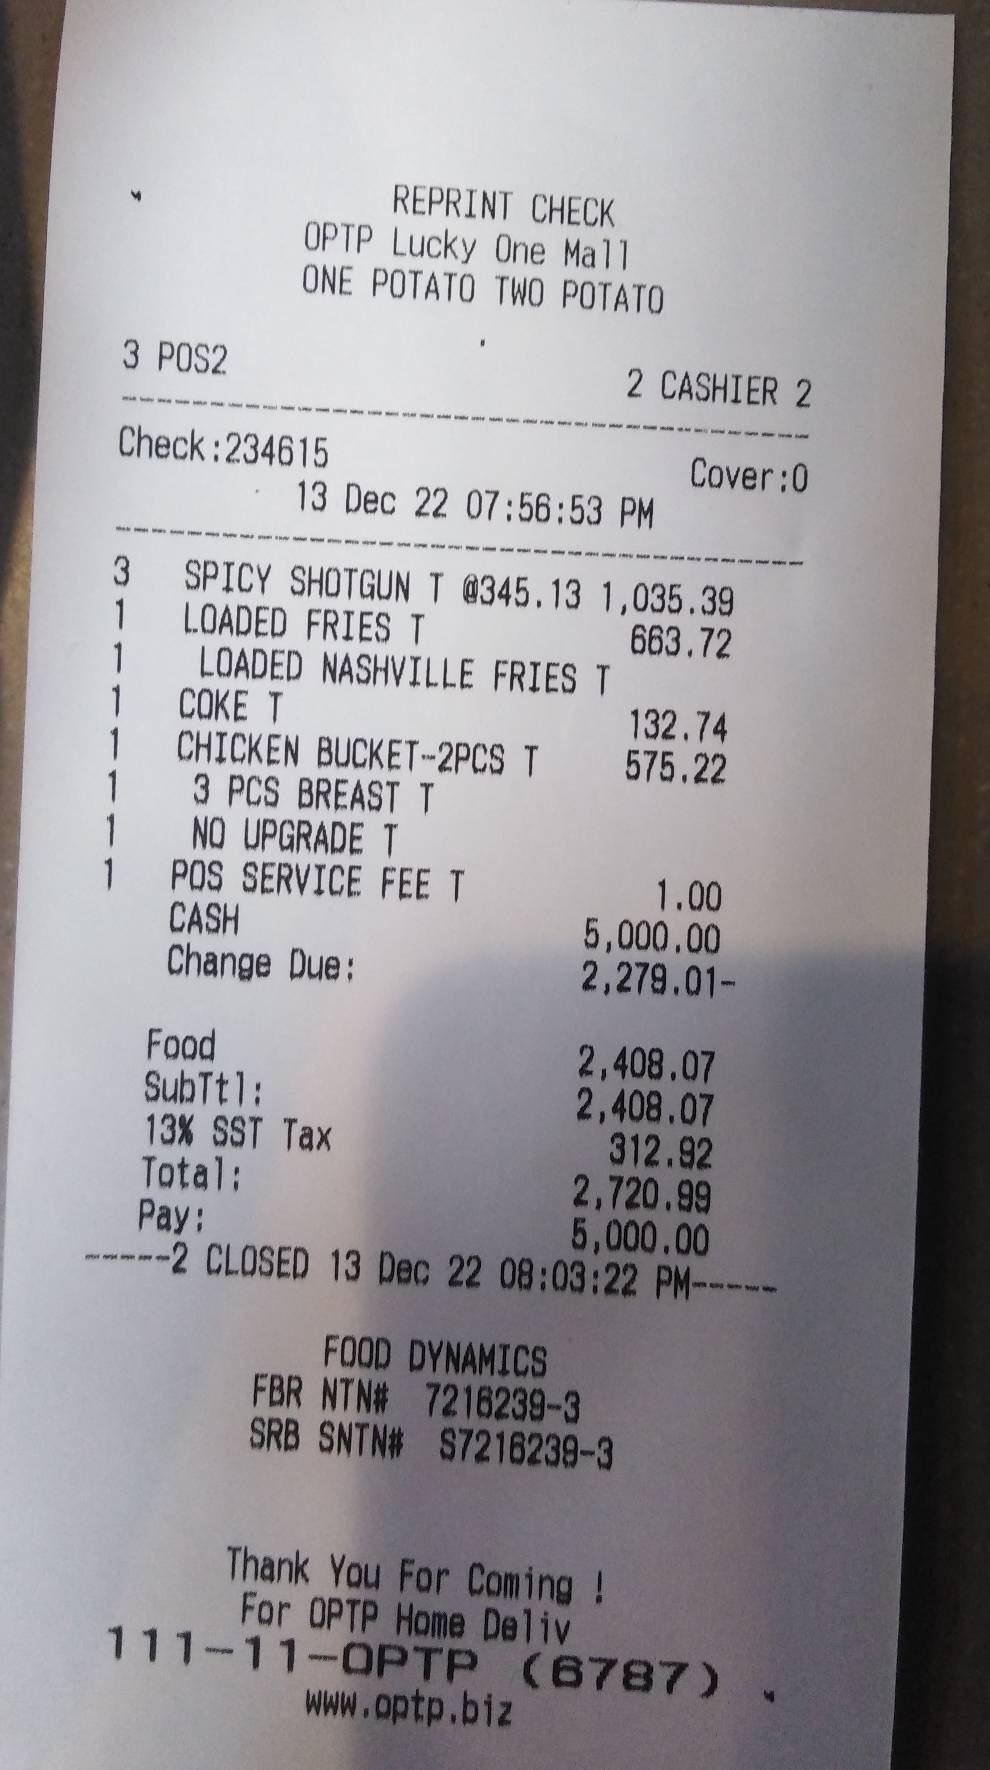 REPRINT CHECK
OPTP Lucky One Mall
ONE POTATO TWO POTATO
3 POS2 2 CASHIER 2
Check:234615 Cover:0
13 Dec 22 07:56:53 PM
3 SPICY SHOTGUN T @345.13 1,035.39
1 LOADED FRIES T 663.72
1 LOADED NASHVILLE FRIES T
1 COKE T 132.74
1 CHICKEN BUCKET-2PCS T 575.22
1 3 PCS BREAST T
1 NO UPGRADE T
1 POS SERVICE FEE T 1.00
CASH 5,000.00
Change Due: 2,279.01-
Food 2,408.07
SubTtl: 2,408.07
13% SST Tax 312.92
Total: 2,720.99
Pay: 5,000.00
-----2 CLOSED 13 Dec 22 08:03:22 PM-----
FOOD DYNAMICS
FBR NTN# 7216239-3
SRB SNTN# S7216239-3
Thank You For Coming !
For OPTP Home Deliv
111-11-OPTP (6787)
www.optp.biz